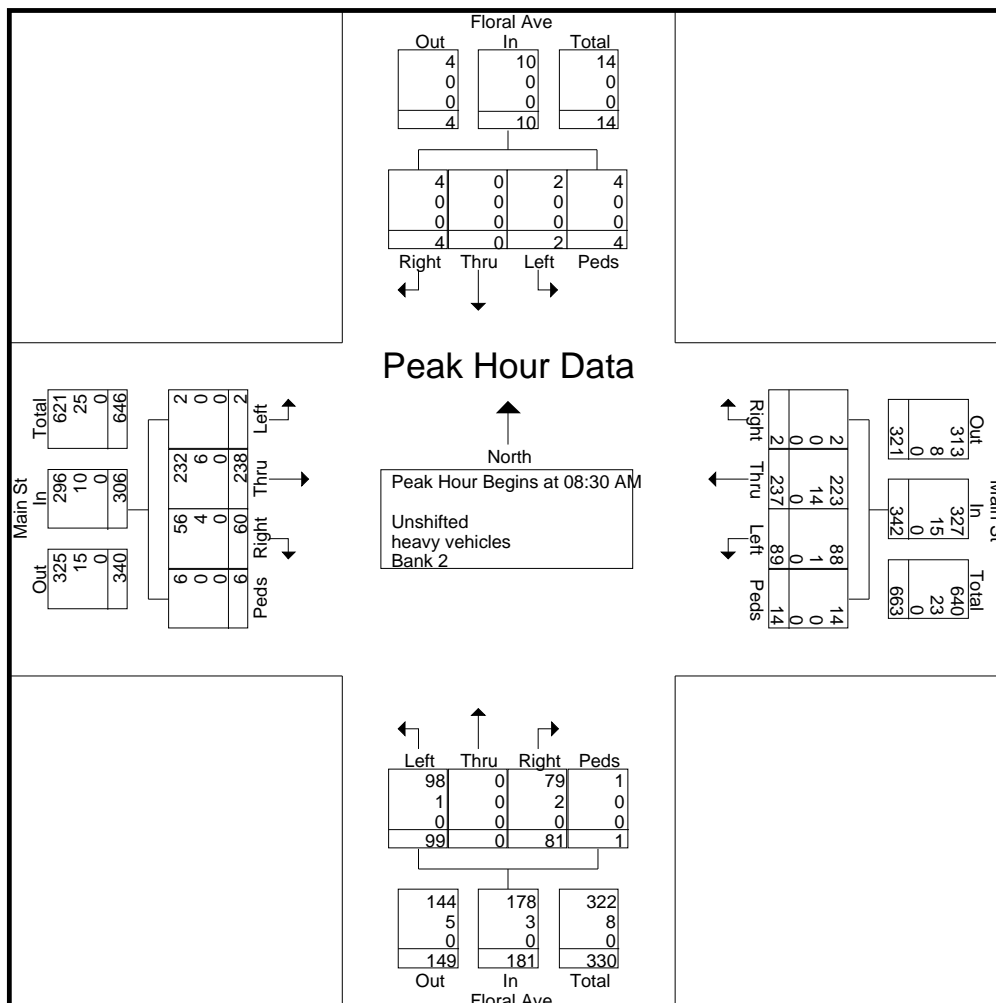 Floral Ave
Out In Total
4 10 14
0 0 0
0 0 0
4 10 14
4 0 2 4
0 0 0 0
0 0 0 0
4 0 2 4
Right Thru Left Peds
Peak Hour Data
North
Peak Hour Begins at 08:30 AM
Unshifted
heavy vehicles
Bank 2
Main St
Out In Total
325 296 621
15 10 25
0 0 0
340 306 646
6 56 232 2
0 4 6 0
0 0 0 0
6 60 238 2
Peds Right Thru Left
Main St
Out In Total
313 327 640
8 15 23
0 0 0
321 342 663
2 223 88 14
0 14 1 0
0 0 0 0
2 237 89 14
Right Thru Left Peds
Left Thru Right Peds
98 0 79 1
1 0 2 0
0 0 0 0
99 0 81 1
144 178 322
5 3 8
0 0 0
149 181 330
Out In Total
Floral Ave